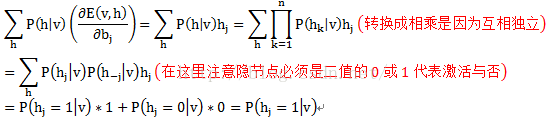 ∑_h P(h|v) (∂E(v,h)/∂b_j) = ∑_h P(h|v)h_j = ∑_h ∏_{k=1}^{n} P(h_k|v)h_j (转换成相乘是因为互相独立)
= ∑_h P(h_j|v)P(h_{−j}|v)h_j (在这里注意隐节点必须是二值的 0 或 1 代表激活与否)
= P(h_j = 1|v) ∗ 1 + P(h_j = 0|v) ∗ 0 = P(h_j = 1|v)↵